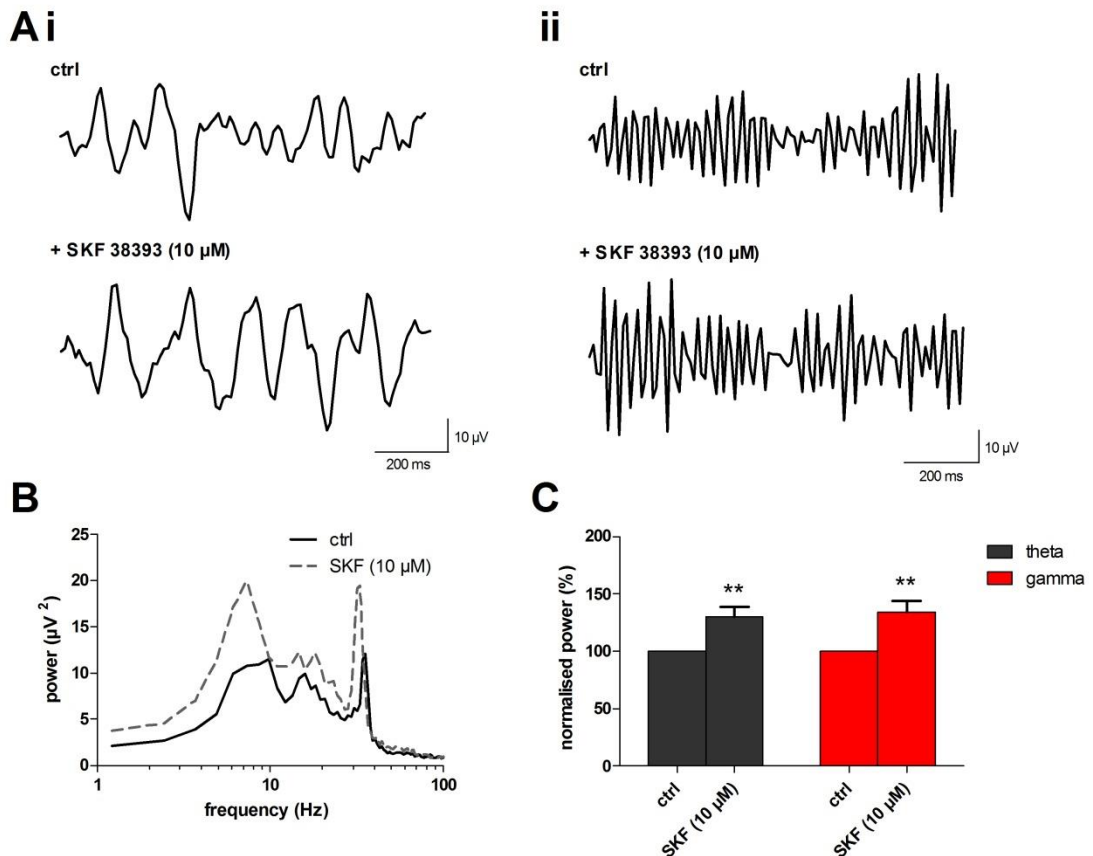 A i
ctrl
+ SKF 38393 (10 µM)
10 µV
200 ms
ii
ctrl
+ SKF 38393 (10 µM)
10 µV
200 ms
B
25
20
15
10
5
0
power (µV ²)
1
10
100
frequency (Hz)
ctrl
SKF (10 µM)
C
200
150
100
50
0
normalised power (%)
**
**
ctrl
SKF (10 µM)
ctrl
SKF (10 µM)
theta
gamma